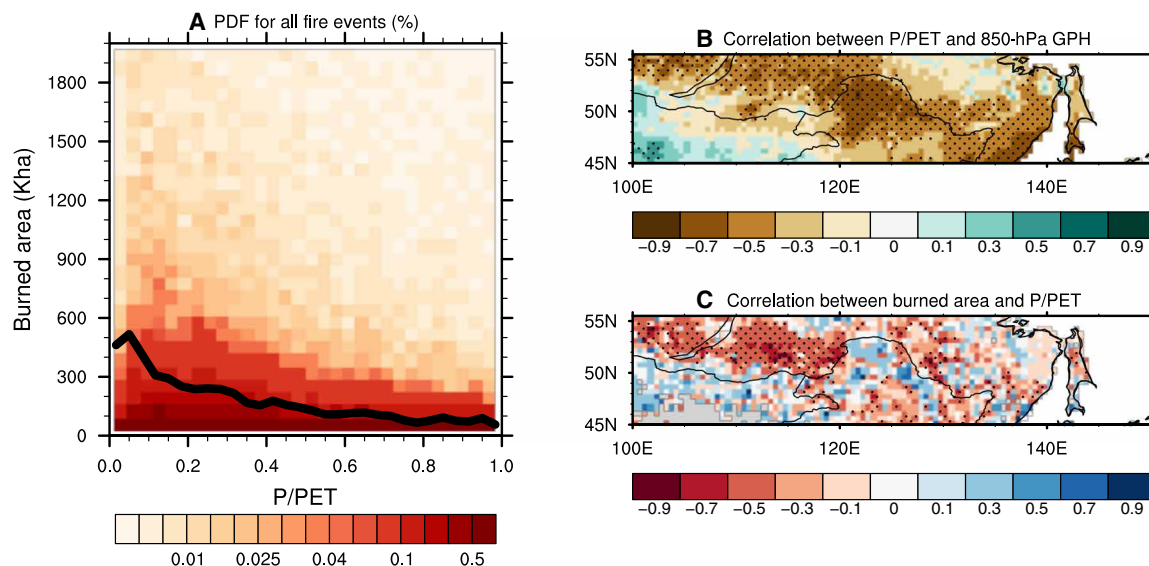 A PDF for all fire events (%)
Burned area (Kha)
1800
1500
1200
900
600
300
0
0.0 0.2 0.4 0.6 0.8 1.0
P/PET
0.01 0.025 0.04 0.1 0.5
B Correlation between P/PET and 850-hPa GPH
55N
50N
45N
100E 120E 140E
−0.9 −0.7 −0.5 −0.3 −0.1 0 0.1 0.3 0.5 0.7 0.9
C Correlation between burned area and P/PET
55N
50N
45N
100E 120E 140E
−0.9 −0.7 −0.5 −0.3 −0.1 0 0.1 0.3 0.5 0.7 0.9